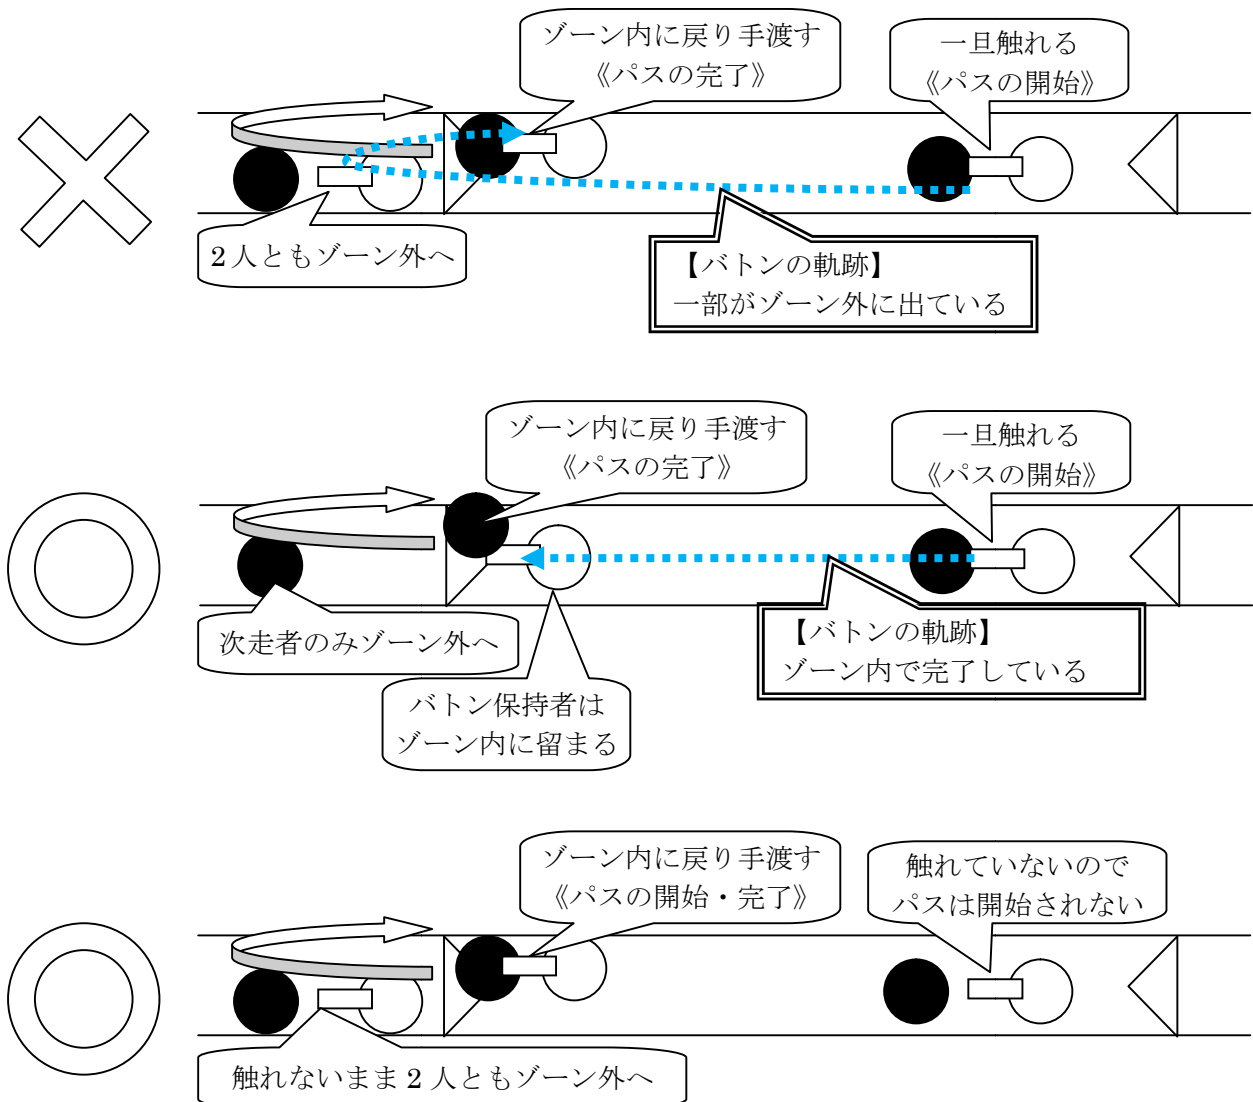 ゾーン内に戻り手渡す
《パスの完了》
一旦触れる
《パスの開始》
2人ともゾーン外へ
【バトンの軌跡】
一部がゾーン外に出ている
ゾーン内に戻り手渡す
《パスの完了》
一旦触れる
《パスの開始》
次走者のみゾーン外へ
【バトンの軌跡】
ゾーン内で完了している
バトン保持者は
ゾーン内に留まる
ゾーン内に戻り手渡す
《パスの開始・完了》
触れていないので
パスは開始されない
触れないまま2人ともゾーン外へ